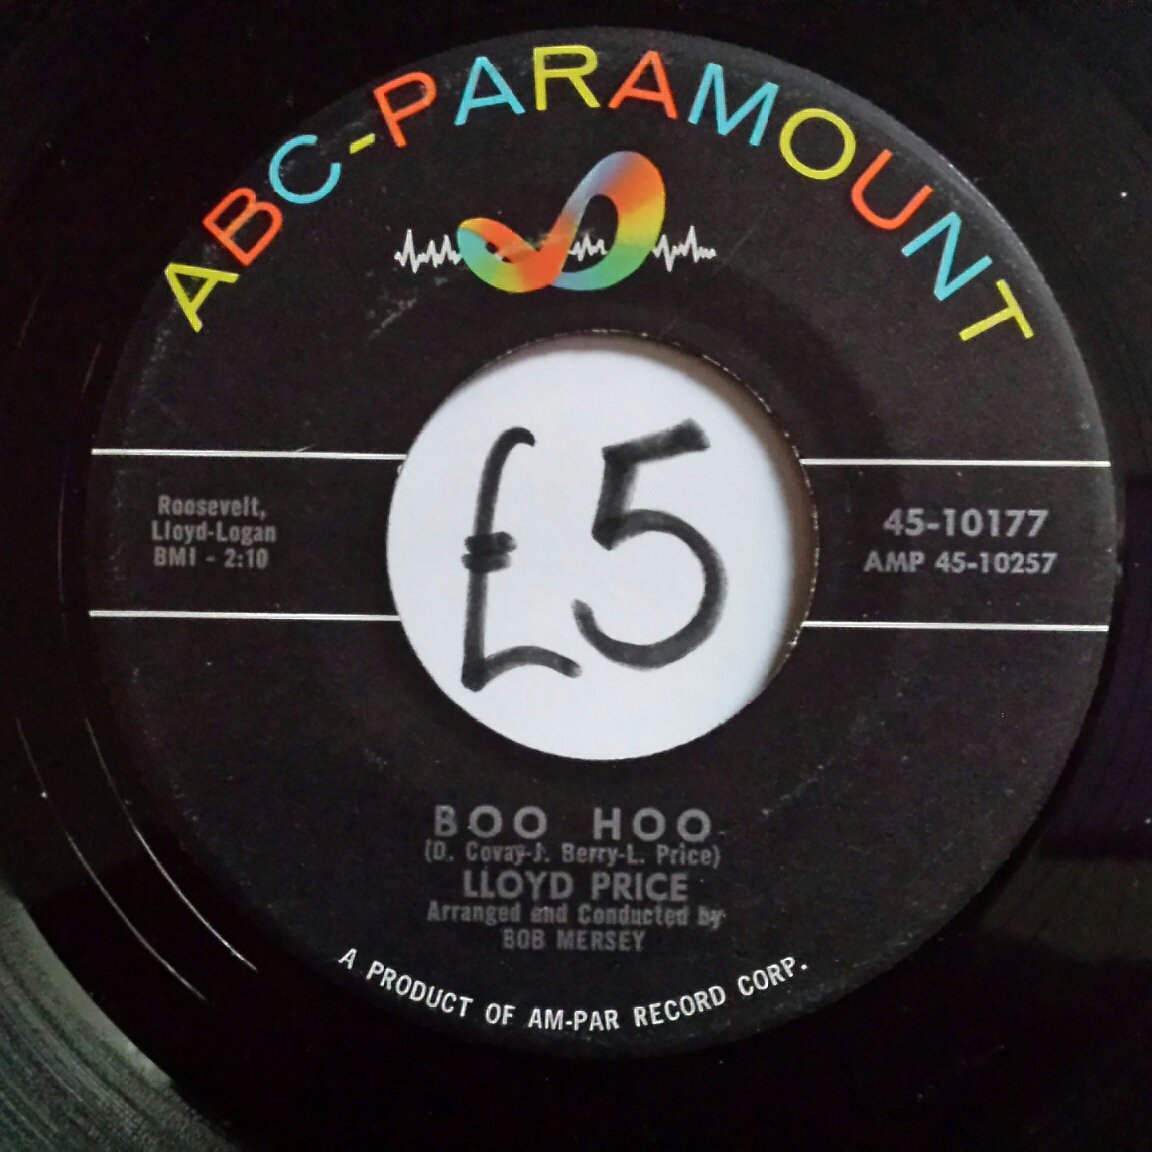 ABC-PARAMOUNT
Roosevelt,
Lloyd-Logan
BMI - 2:10
£5
45-10177
AMP 45-10257
BOO HOO
(D. Covay-J. Berry-L. Price)
LLOYD PRICE
Arranged and Conducted by
BOB MERSEY
A PRODUCT OF AM-PAR RECORD CORP.